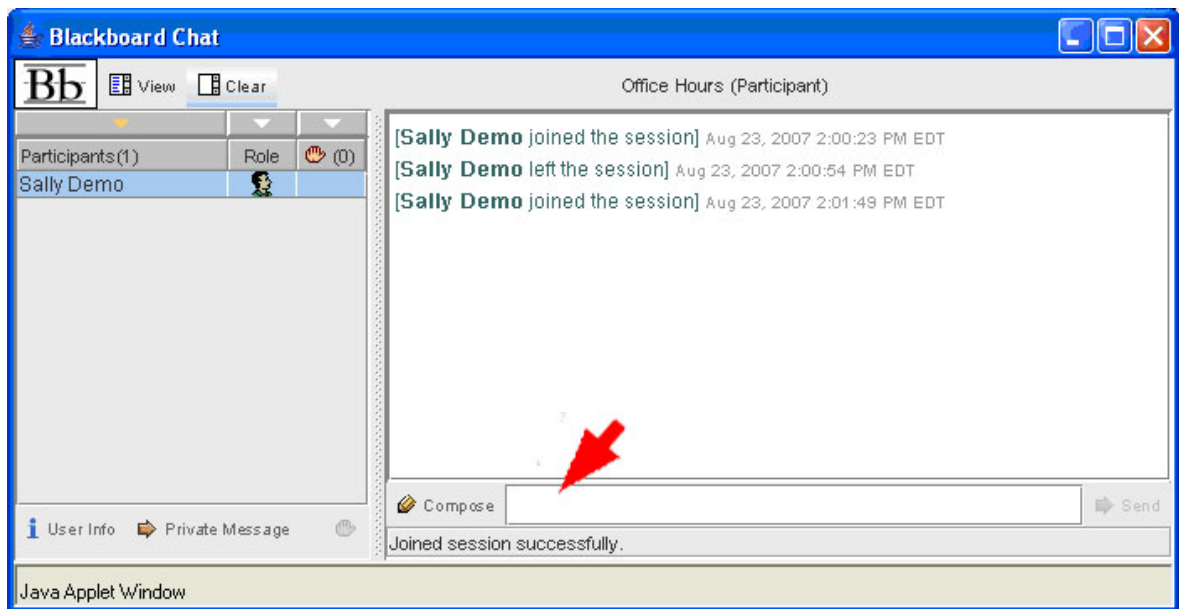 Blackboard Chat
Bb View Clear Office Hours (Participant)
Participants(1) Role (0)
Sally Demo
[Sally Demo joined the session] Aug 23, 2007 2:00:23 PM EDT
[Sally Demo left the session] Aug 23, 2007 2:00:54 PM EDT
[Sally Demo joined the session] Aug 23, 2007 2:01:49 PM EDT
Compose Send
User Info Private Message
Joined session successfully.
Java Applet Window